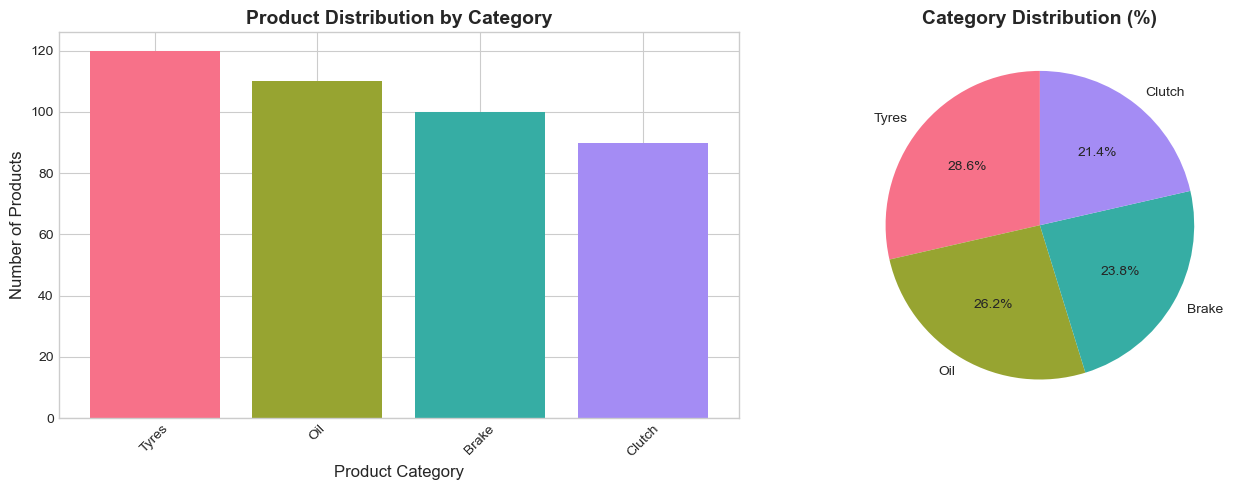 Product Distribution by Category
120
100
80
60
40
20
0
Number of Products
Tyres
Oil
Brake
Clutch
Product Category
Category Distribution (%)
Clutch
Tyres
21.4%
28.6%
23.8%
26.2%
Brake
Oil